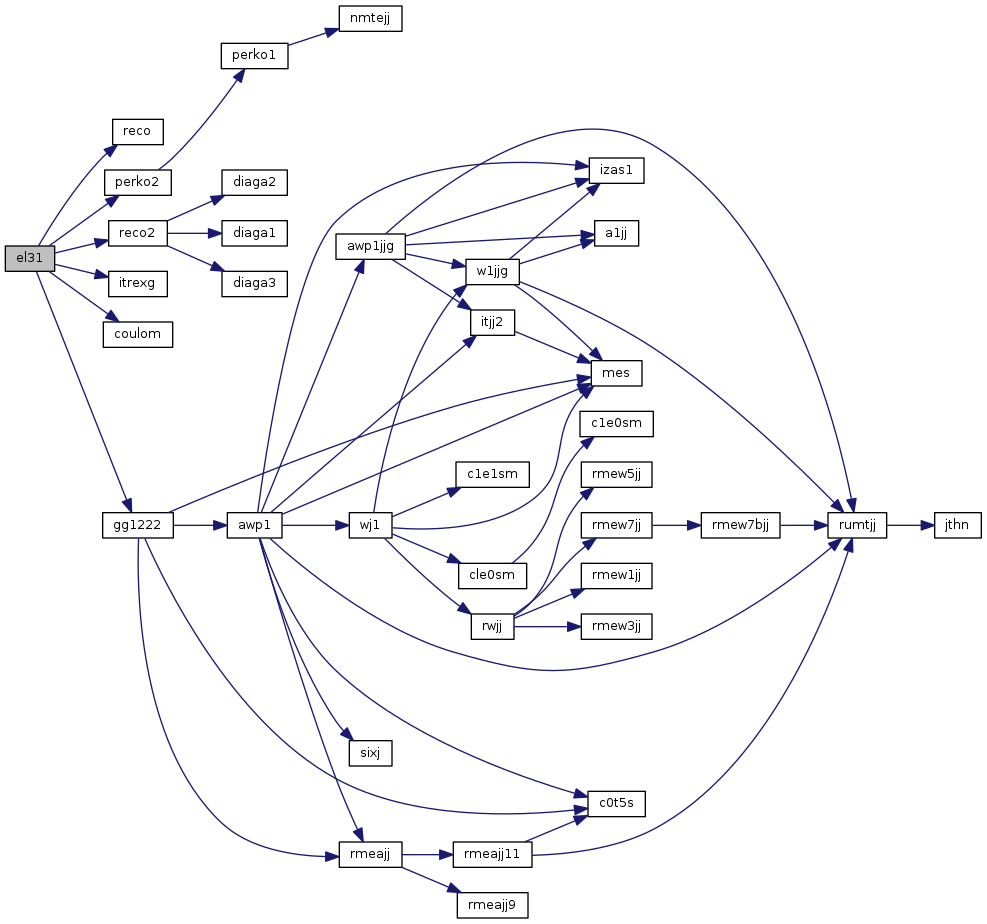 nmtejj
perko1
reco
perko2
diaga2
reco2
diaga1
el31
itrexg
diaga3
coulom
izas1
a1jj
awp1jjg
w1jjg
itjj2
mes
c1e0sm
c1e1sm
rmew5jj
gg1222
awp1
wj1
rmew7jj
rmew7bjj
rumtjj
jthn
cle0sm
rmew1jj
rwjj
rmew3jj
sixj
c0t5s
rmeajj
rmeajj11
rmeajj9